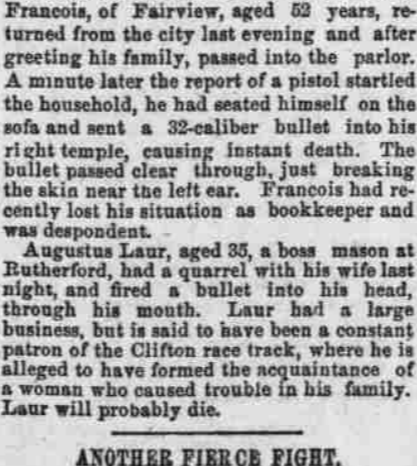 Francois, of Fairview, aged 52 years, re-
turned from the city last evening and after
greeting his family, passed into the parlor.
A minute later the report of a pistol startled
the household, he had seated himself on the
sofa and sent a 32-caliber bullet into his
right temple, causing instant death. The
bullet passed clear through, just breaking
the skin near the left ear. Francois had re-
cently lost his situation as bookkeeper and
was despondent.
Augustus Laur, aged 35, a boss mason at
Rutherford, had a quarrel with his wife last
night, and fired a bullet into his head,
through his mouth. Laur had a large
business, but is said to have been a constant
patron of the Clifton race track, where he is
alleged to have formed the acquaintance of
a woman who caused trouble in his family.
Laur will probably die.
ANOTHER FIERCE FIGHT.